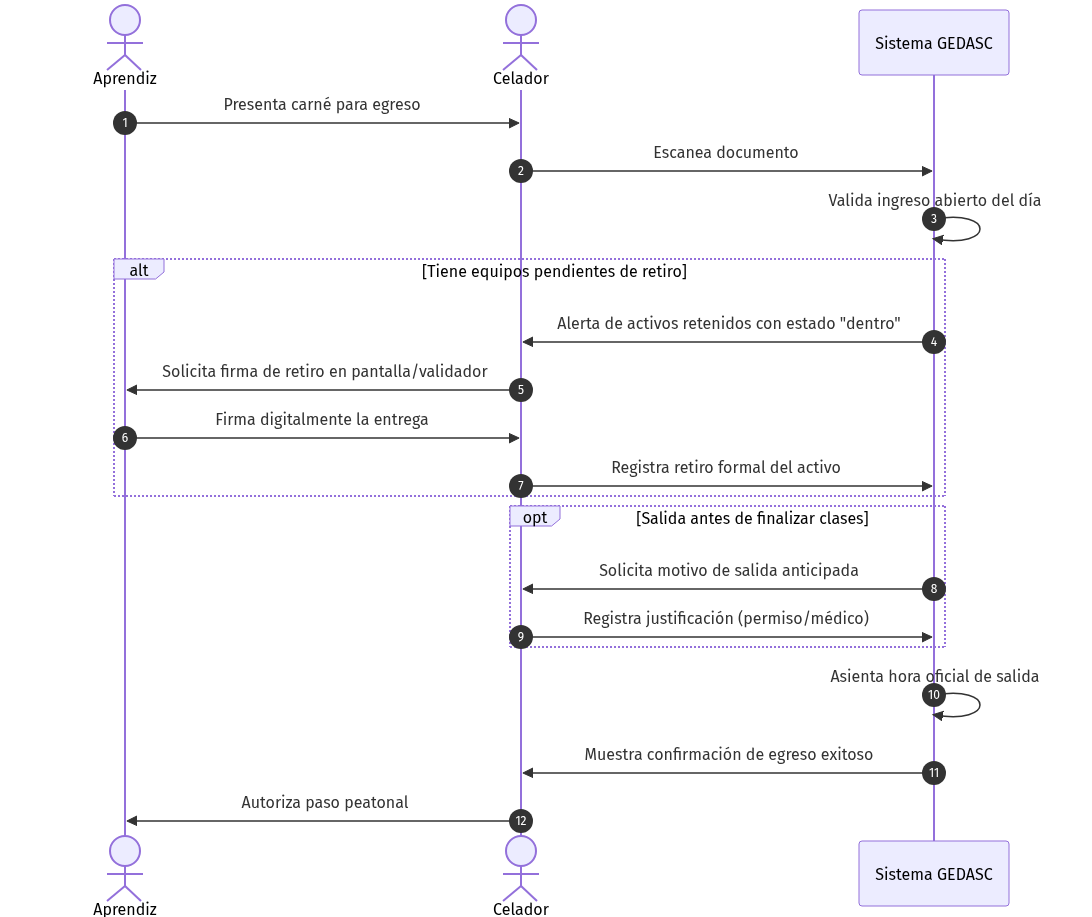 Aprendiz
Celador
Sistema GEDASC
Presenta carné para egreso
1
Escanea documento
2
Valida ingreso abierto del día
3
alt
[Tiene equipos pendientes de retiro]
Alerta de activos retenidos con estado "dentro"
4
Solicita firma de retiro en pantalla/validador
5
Firma digitalmente la entrega
6
Registra retiro formal del activo
7
opt
[Salida antes de finalizar clases]
Solicita motivo de salida anticipada
8
Registra justificación (permiso/médico)
9
Asienta hora oficial de salida
10
Muestra confirmación de egreso exitoso
11
Autoriza paso peatonal
12
Aprendiz
Celador
Sistema GEDASC